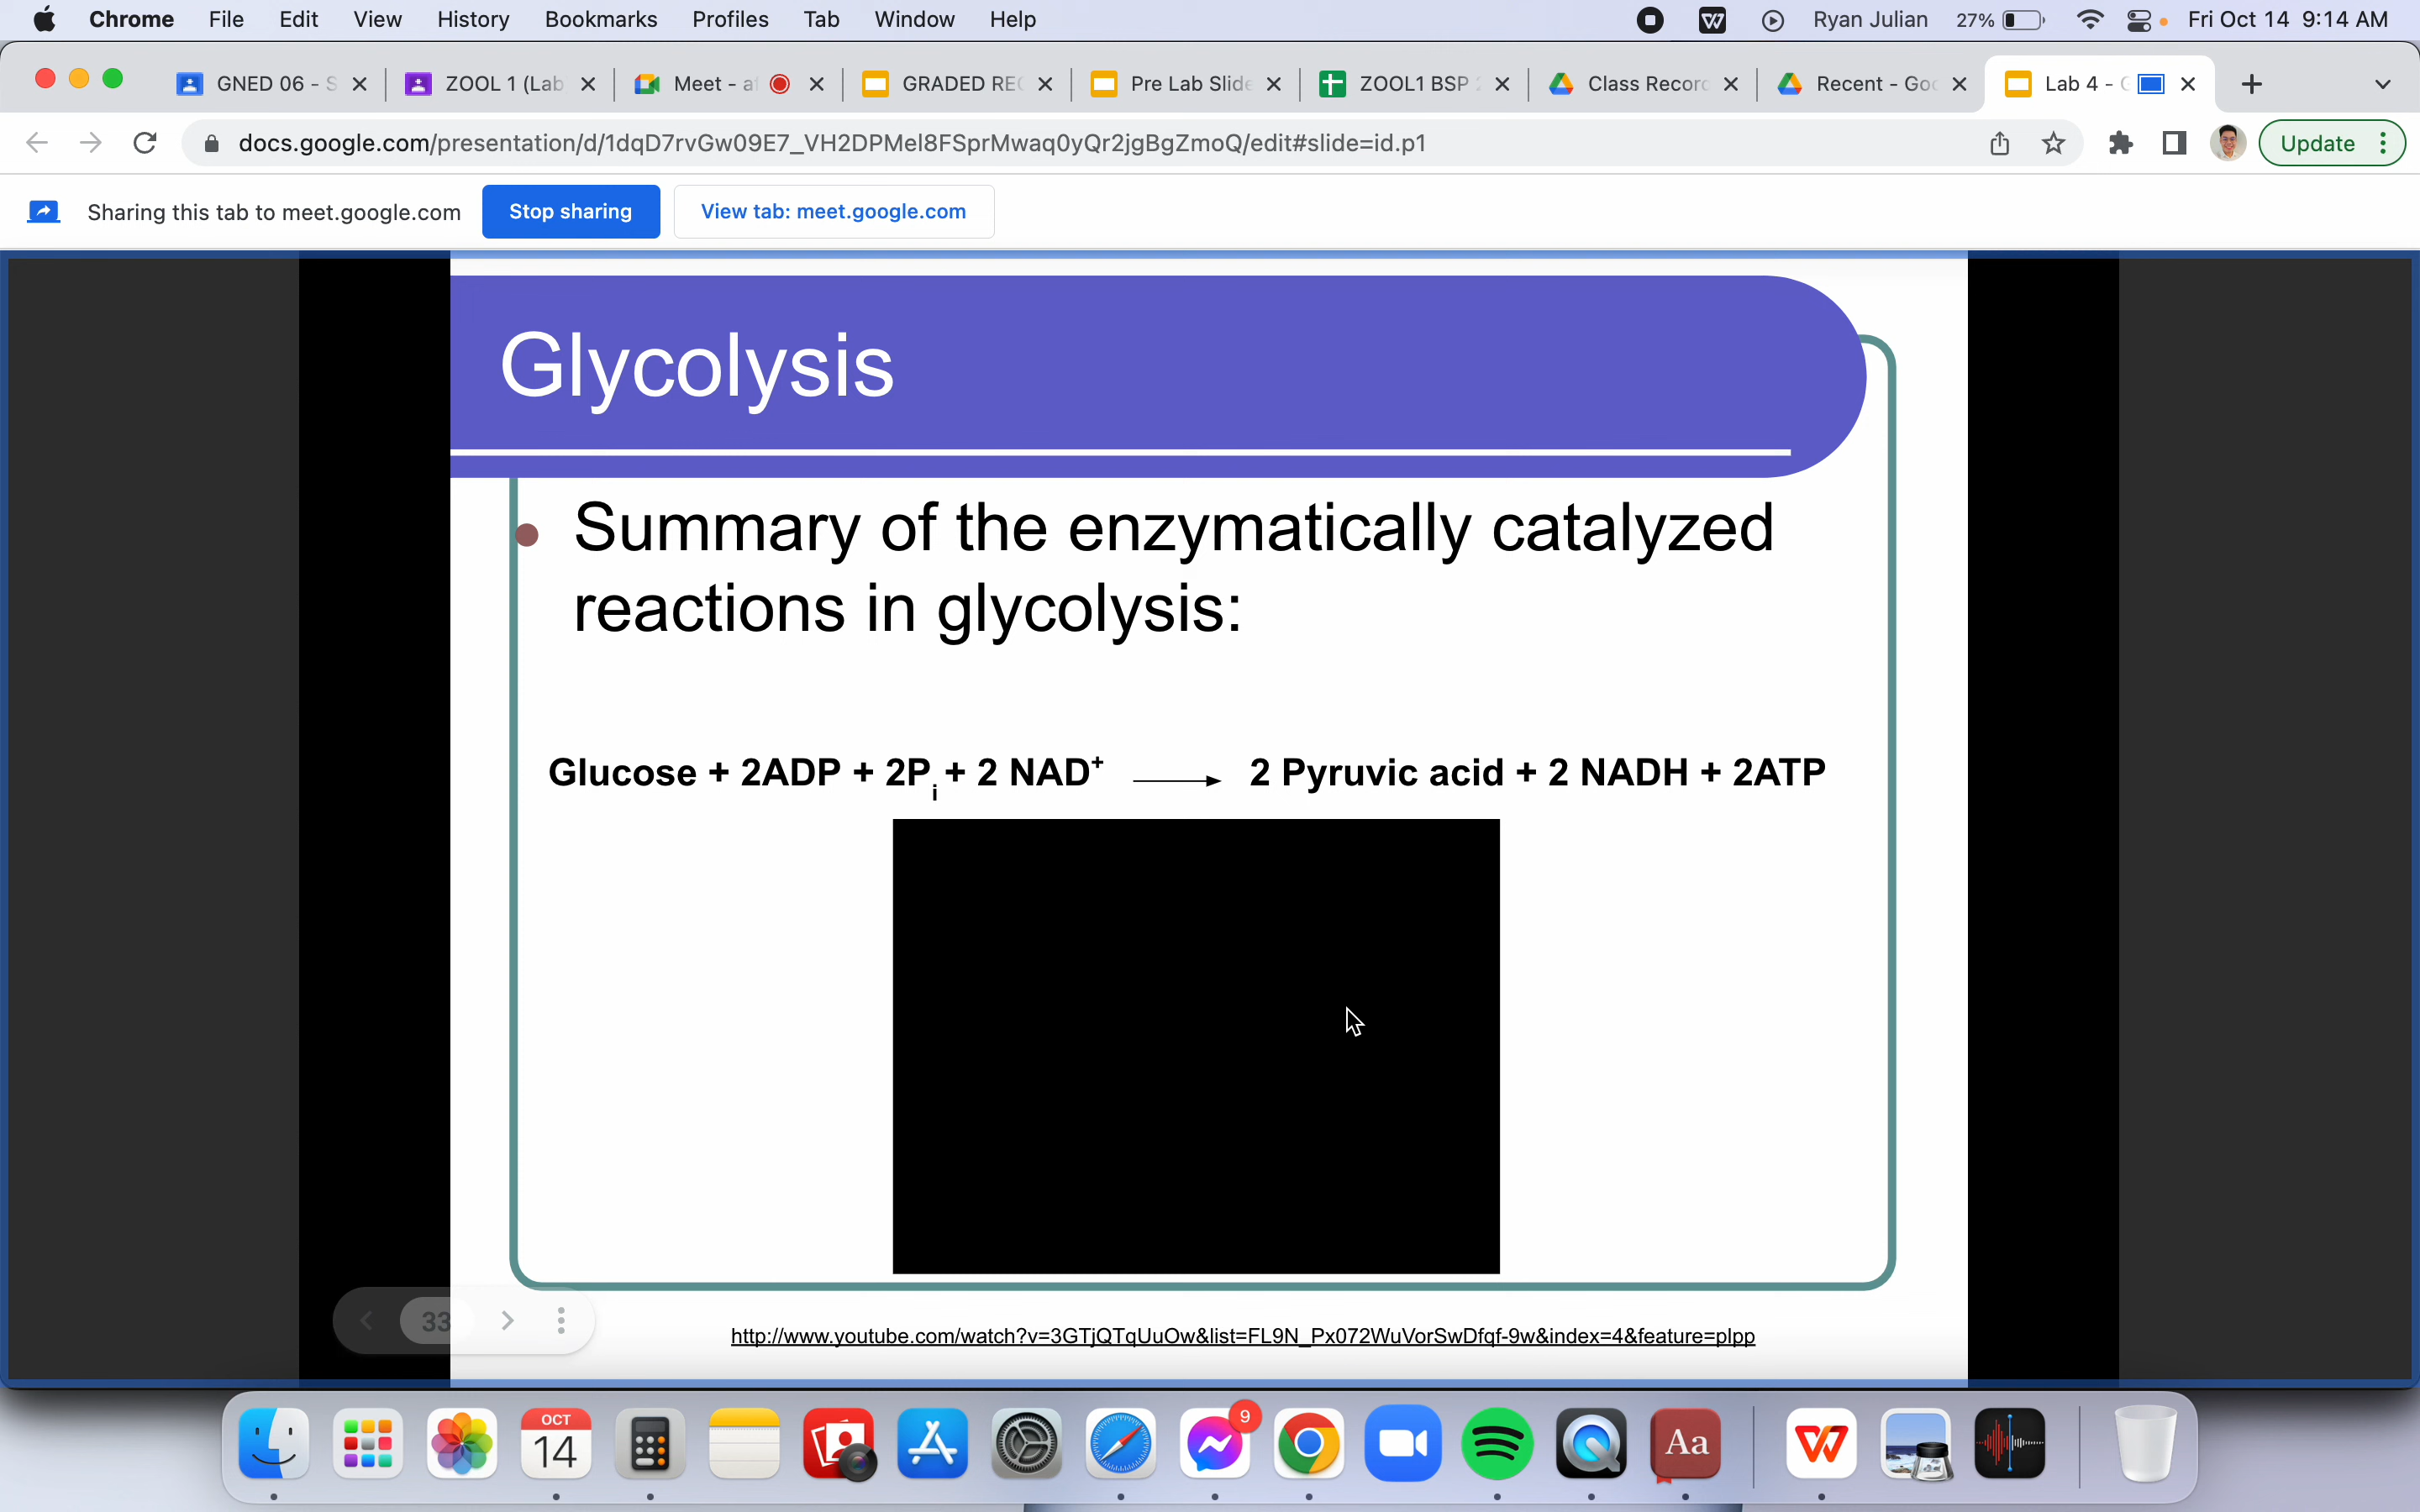 Chrome File Edit View History Bookmarks Profiles Tab Window Help Ryan Julian 27% Fri Oct 14 9:14 AM
GNED 06 - S ZOOL 1 (Lab Meet - a GRADED REC Pre Lab Slide ZOOL1 BSP Class Record Recent - Goo Lab 4 -
docs.google.com/presentation/d/1dqD7rvGw09E7_VH2DPMel8FSprMwaq0yQr2jgBgZmoQ/edit#slide=id.p1 Update
Sharing this tab to meet.google.com Stop sharing View tab: meet.google.com
Glycolysis
• Summary of the enzymatically catalyzed
reactions in glycolysis:
Glucose + 2ADP + 2Pi + 2 NAD+ → 2 Pyruvic acid + 2 NADH + 2ATP
33
http://www.youtube.com/watch?v=3GTjQTqUuOw&list=FL9N_Px072WuVorSwDfqf-9w&index=4&feature=plpp
OCT
14
9
Aa